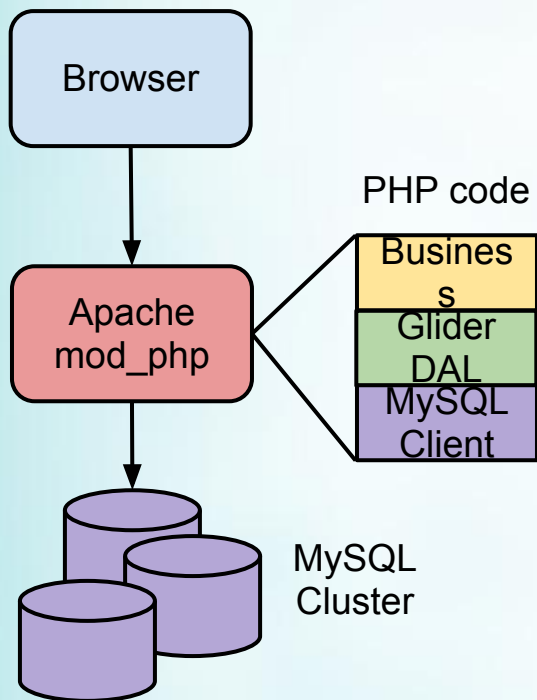 Browser
PHP code
Busines
s
Glider
DAL
MySQL
Client
Apache
mod_php
MySQL
Cluster